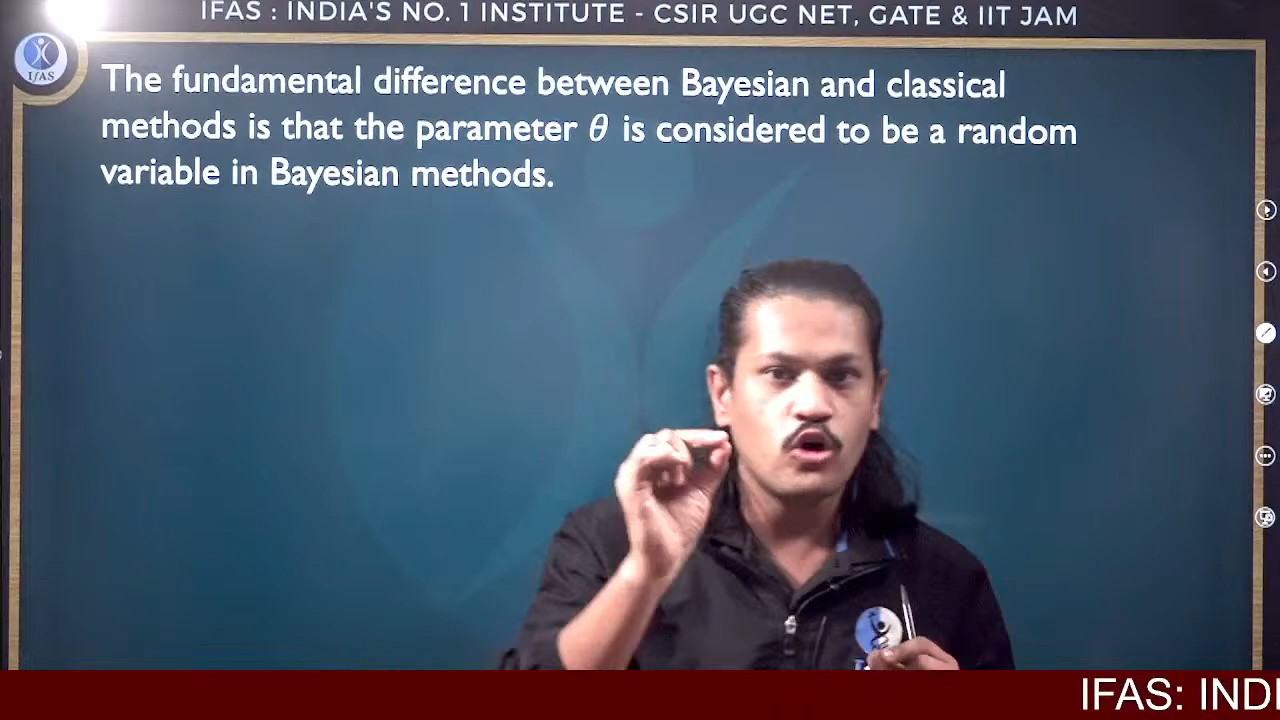 IFAS : INDIA'S NO. 1 INSTITUTE - CSIR UGC NET, GATE & IIT JAM
IFAS
The fundamental difference between Bayesian and classical
methods is that the parameter θ is considered to be a random
variable in Bayesian methods.
IFAS: INDI